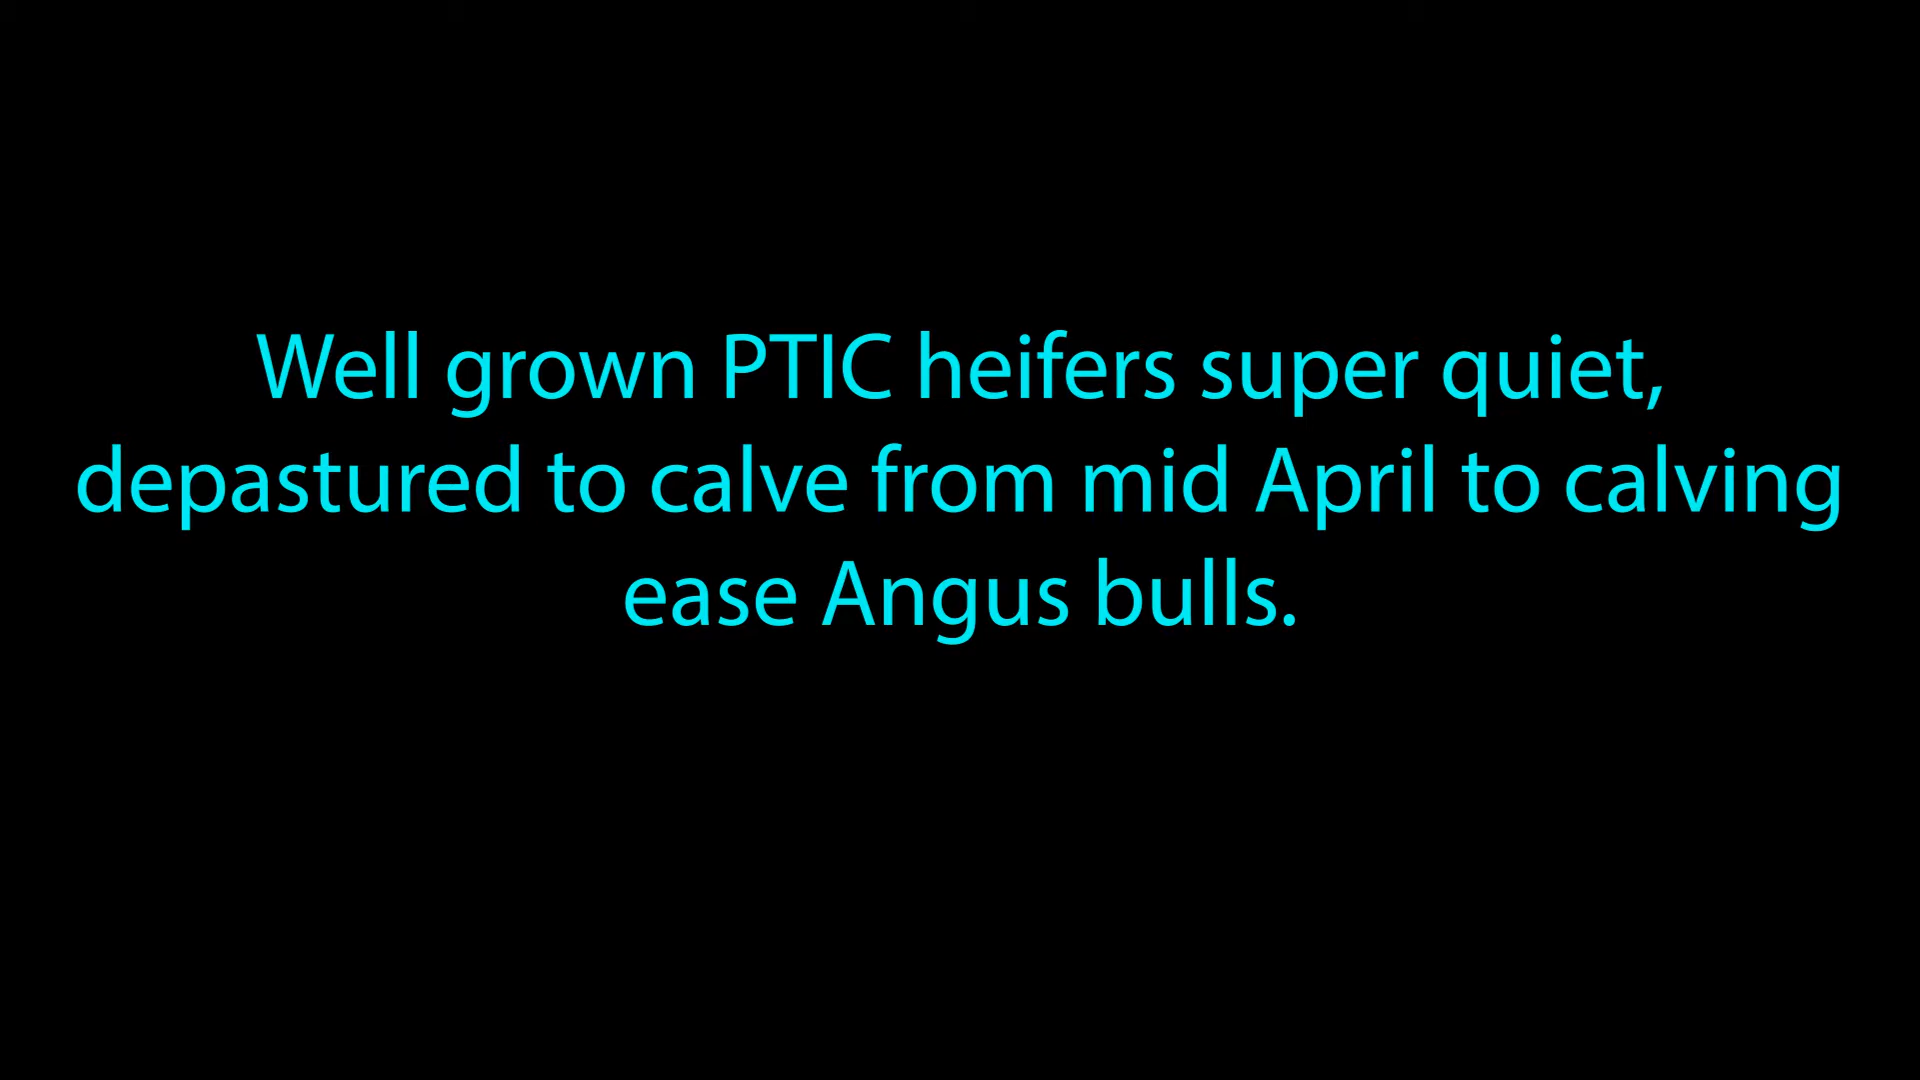 Well grown PTIC heifers super quiet,
depastured to calve from mid April to calving
ease Angus bulls.